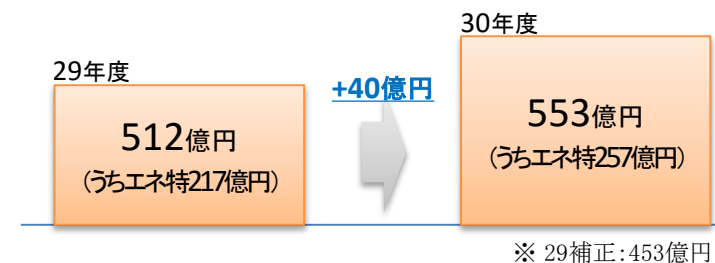 30年度
29年度
+40億円
512億円
(うちエネ特217億円)
553億円
(うちエネ特257億円)
※ 29補正:453億円